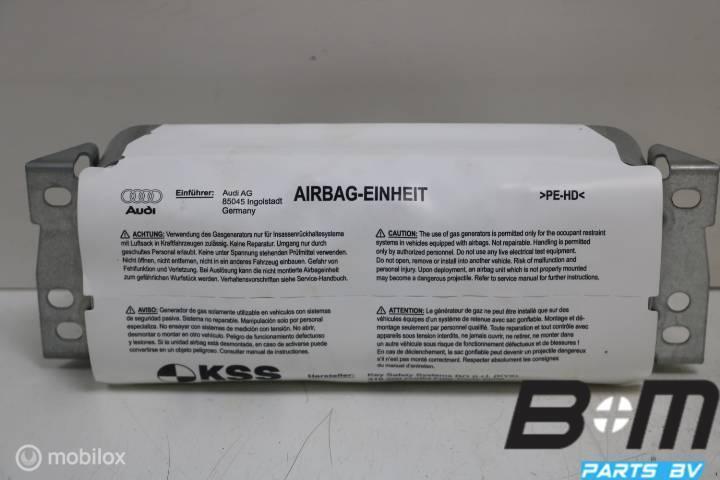 Audi
Einführer:
Audi AG
85045 Ingolstadt
Germany
AIRBAG-EINHEIT
>PE-HD<
ACHTUNG: Verwendung des Gasgenerators nur für Insassenrückhaltesysteme
mit Luftsack in Kraftfahrzeugen zulässig. Keine Reparatur. Umgang nur durch
geschultes Personal erlaubt. Keine unter Spannung stehenden Prüfmittel verwenden.
Nicht öffnen, nicht entfernen, nicht in ein anderes Fahrzeug einbauen. Gefahr von
Fehlfunktion und Verletzung. Bei Auslösung kann die nicht montierte Airbageinheit
zum gefährlichen Wurfstück werden. Verhaltensvorschriften siehe Service-Handbuch.
CAUTION: The use of gas generators is permitted only for the occupant restraint
systems in vehicles equipped with airbags. Not repairable. Handling is permitted
only by authorized personnel. Do not use any live electrical test equipment.
Do not open, remove or install into another vehicle. Risk of malfunction and
personal injury. Upon deployment, an airbag unit which is not properly mounted
may become a dangerous projectile. Refer to service manual for further instructions.
AVISO: Generador de gas solamente utilizable en vehículos con sistemas
de seguridad pasiva. Sistema no reparable. Manipulación solo por personal
especializa. No ensayar con sistemas de medición con tensión. No abrir,
desmontar o montar en otro vehículo. Peligro de funcionamiento defectuoso
y lesiones. Si la unidad airbag está desmontada, en caso de activarse puede
convertirse en un objeto peligroso. Consultar manual de instrucciones.
ATTENTION: Le générateur de gaz ne peut être installé que sur des
véhicules équipés d'un système de retenue avec sac gonflable. Montage et dé-
montage seulement par personnel qualifié. Toute reparation et tout contrôle avec
appareils sous tension interdits, ne jamais ouvrir, ne retirer, ne monter dans
un autre véhicule sous risque de fonctionnement défectueux et de blessures !
En cas de déclenchement, le sac gonflable peut devenir un projectile dangereux
s'il n'est pas monté correctement. Respecter absolument les consignes
du manuel d'entretien.
KSS
Hersteller:
Key Safety Systems
B+M
PARTS BV
mobilox